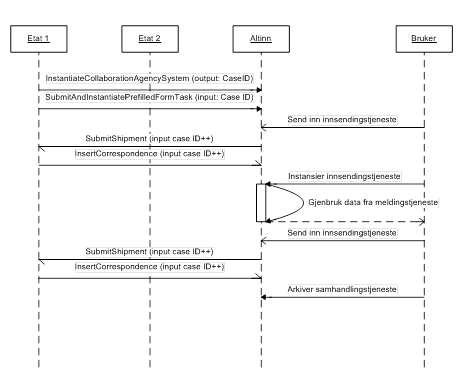 Etat 1
Etat 2
Altinn
Bruker
InstantiateCollaborationAgencySystem (output: CaseID)
SubmitAndInstantiatePrefilledFormTask (input: Case ID)
Send inn innsendingstjeneste
SubmitShipment (input case ID++)
InsertCorrespondence (input case ID++)
Instansier innsendingstjeneste
Gjenbruk data fra meldingstjeneste
Send inn innsendingstjeneste
SubmitShipment (input case ID++)
InsertCorrespondence (input case ID++)
Arkiver samhandlingstjeneste